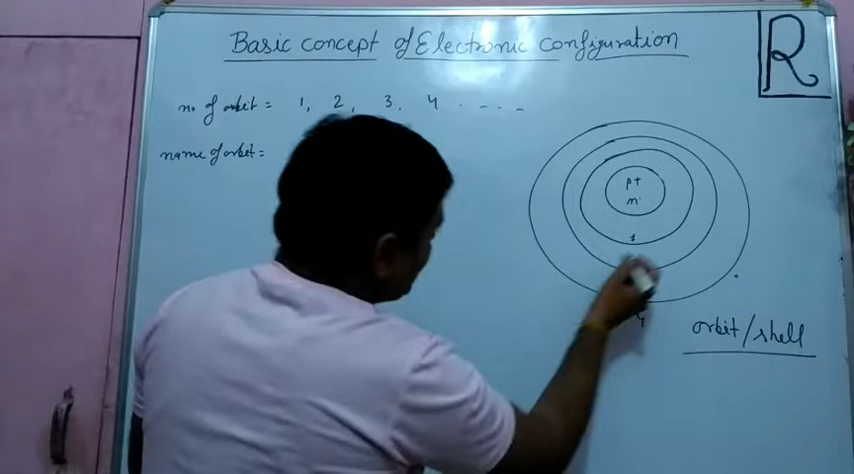 Basic concept of Electronic configuration
R
no. of orbit = 1, 2, 3, 4 . - - -
name of orbit =
p+
n
1
4
orbit/shell